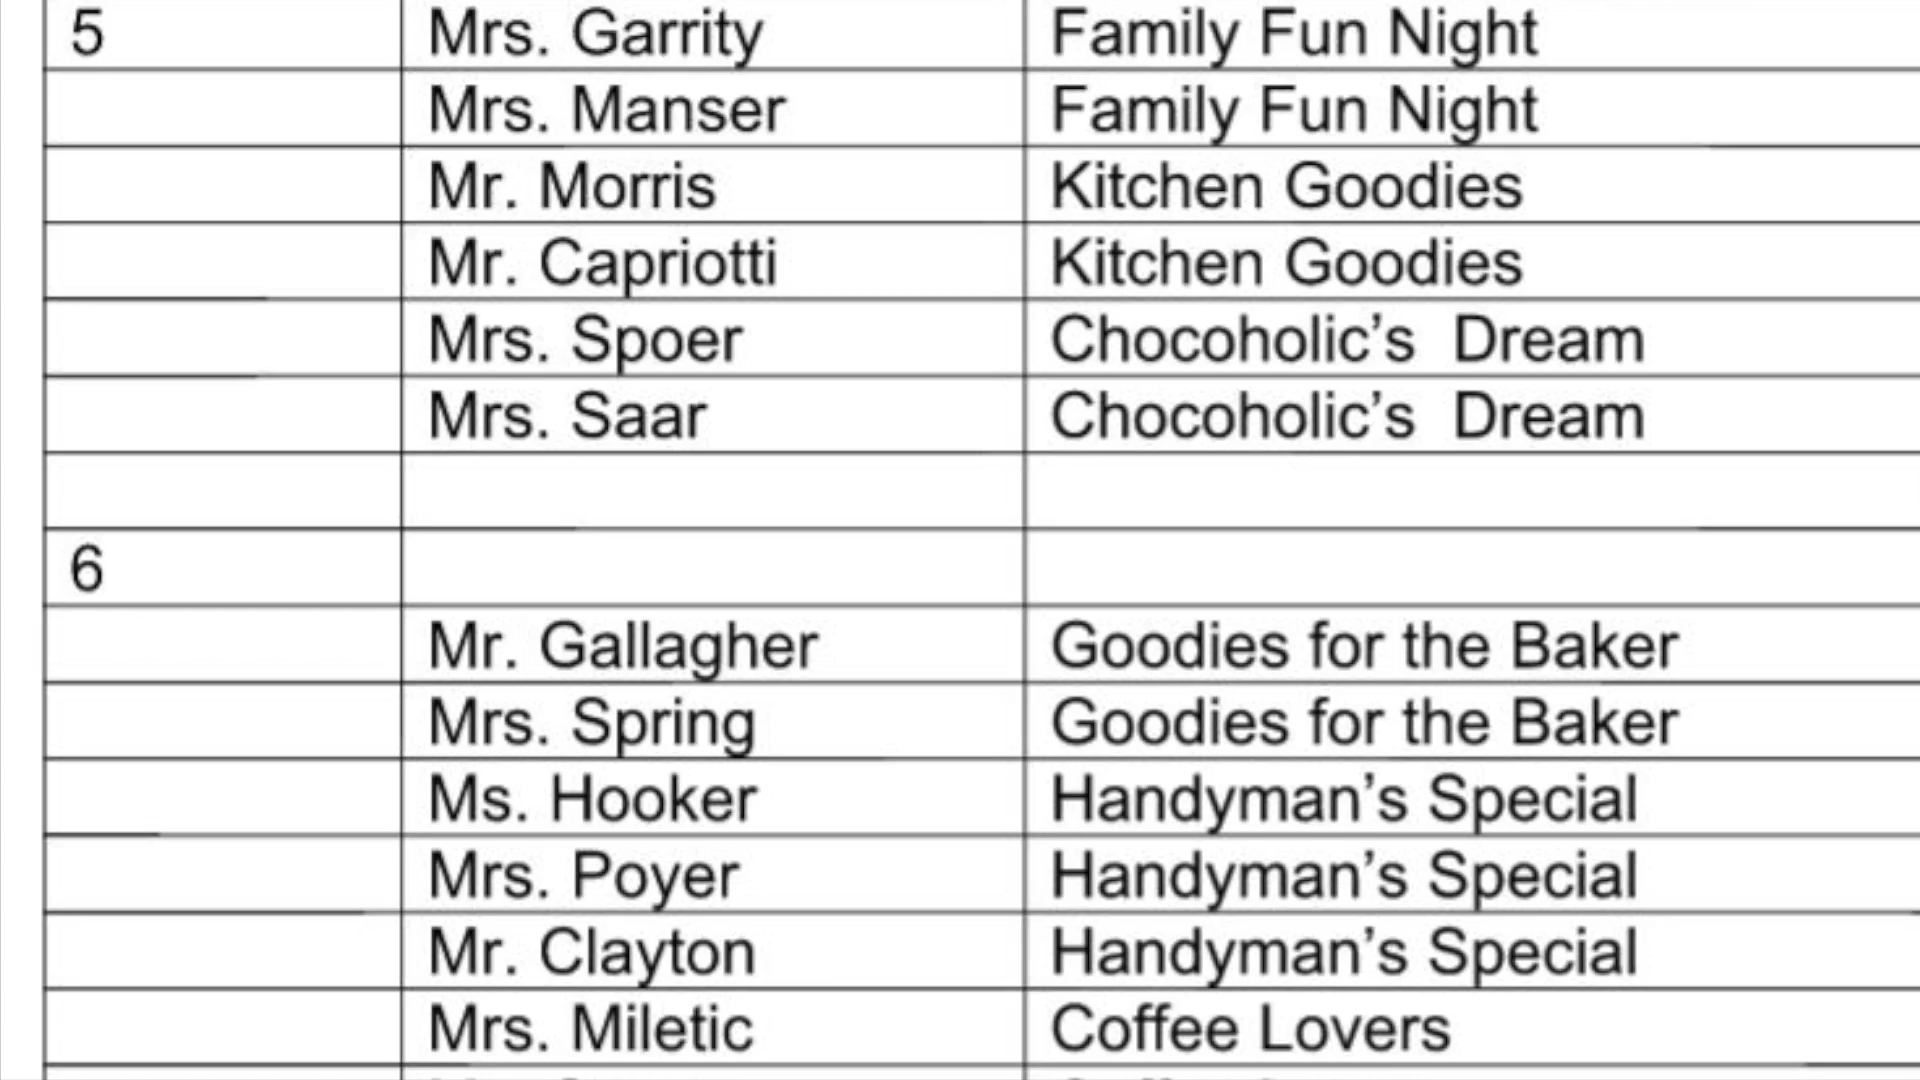 5 Mrs. Garrity Family Fun Night
Mrs. Manser Family Fun Night
Mr. Morris Kitchen Goodies
Mr. Capriotti Kitchen Goodies
Mrs. Spoer Chocoholic’s  Dream
Mrs. Saar Chocoholic’s  Dream
6
Mr. Gallagher Goodies for the Baker
Mrs. Spring Goodies for the Baker
Ms. Hooker Handyman’s Special
Mrs. Poyer Handyman’s Special
Mr. Clayton Handyman’s Special
Mrs. Miletic Coffee Lovers